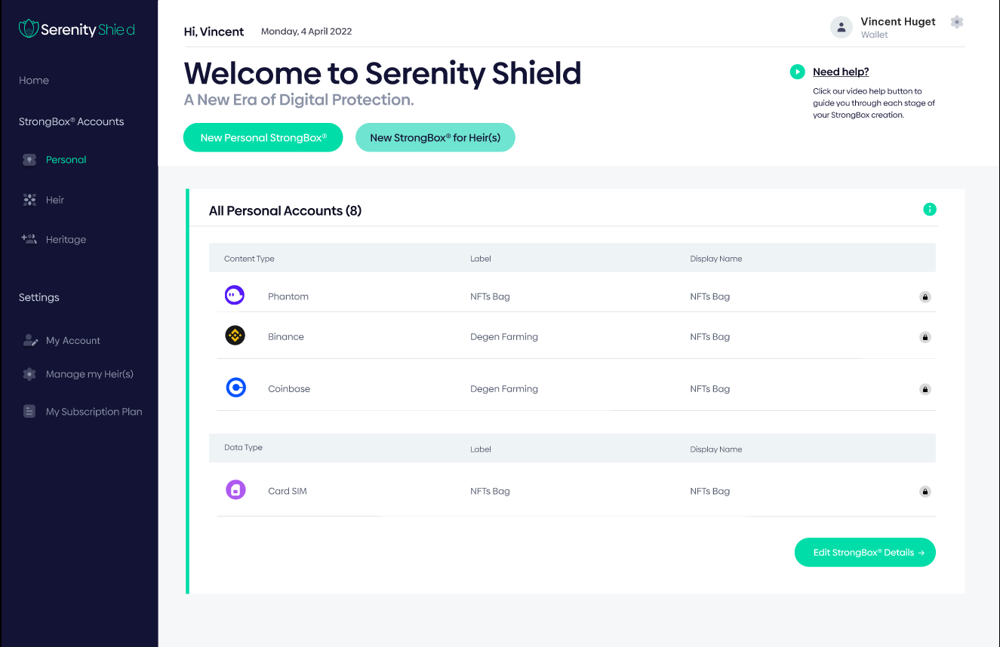 Serenity Shield
Hi, Vincent
Monday, 4 April 2022
Vincent Huget
Wallet
Home
StrongBox® Accounts
Personal
Heir
Heritage
Settings
My Account
Manage my Heir(s)
My Subscription Plan
Welcome to Serenity Shield
A New Era of Digital Protection.
Need help?
Click our video help button to
guide you through each stage of
your StrongBox creation.
New Personal StrongBox®
New StrongBox® for Heir(s)
All Personal Accounts (8)
Content Type Label Display Name
Phantom NFTs Bag NFTs Bag
Binance Degen Farming NFTs Bag
Coinbase Degen Farming NFTs Bag
Data Type Label Display Name
Card SIM NFTs Bag NFTs Bag
Edit StrongBox® Details →